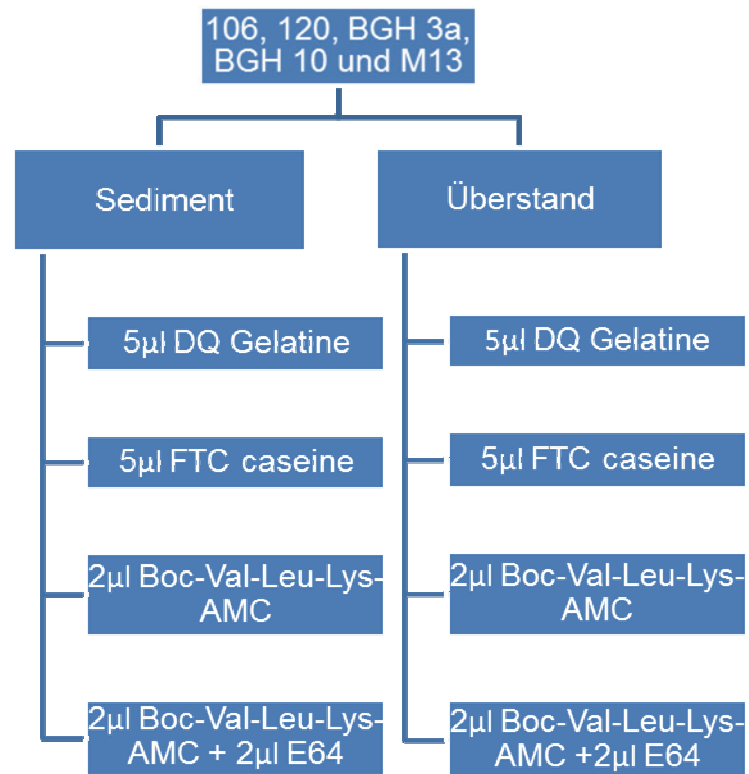 106, 120, BGH 3a,
BGH 10 und M13
Sediment
Überstand
5µl DQ Gelatine
5µl FTC caseine
2µl Boc-Val-Leu-Lys-
AMC
2µl Boc-Val-Leu-Lys-
AMC + 2µl E64
5µl DQ Gelatine
5µl FTC caseine
2µl Boc-Val-Leu-Lys-
AMC
2µl Boc-Val-Leu-Lys-
AMC +2µl E64